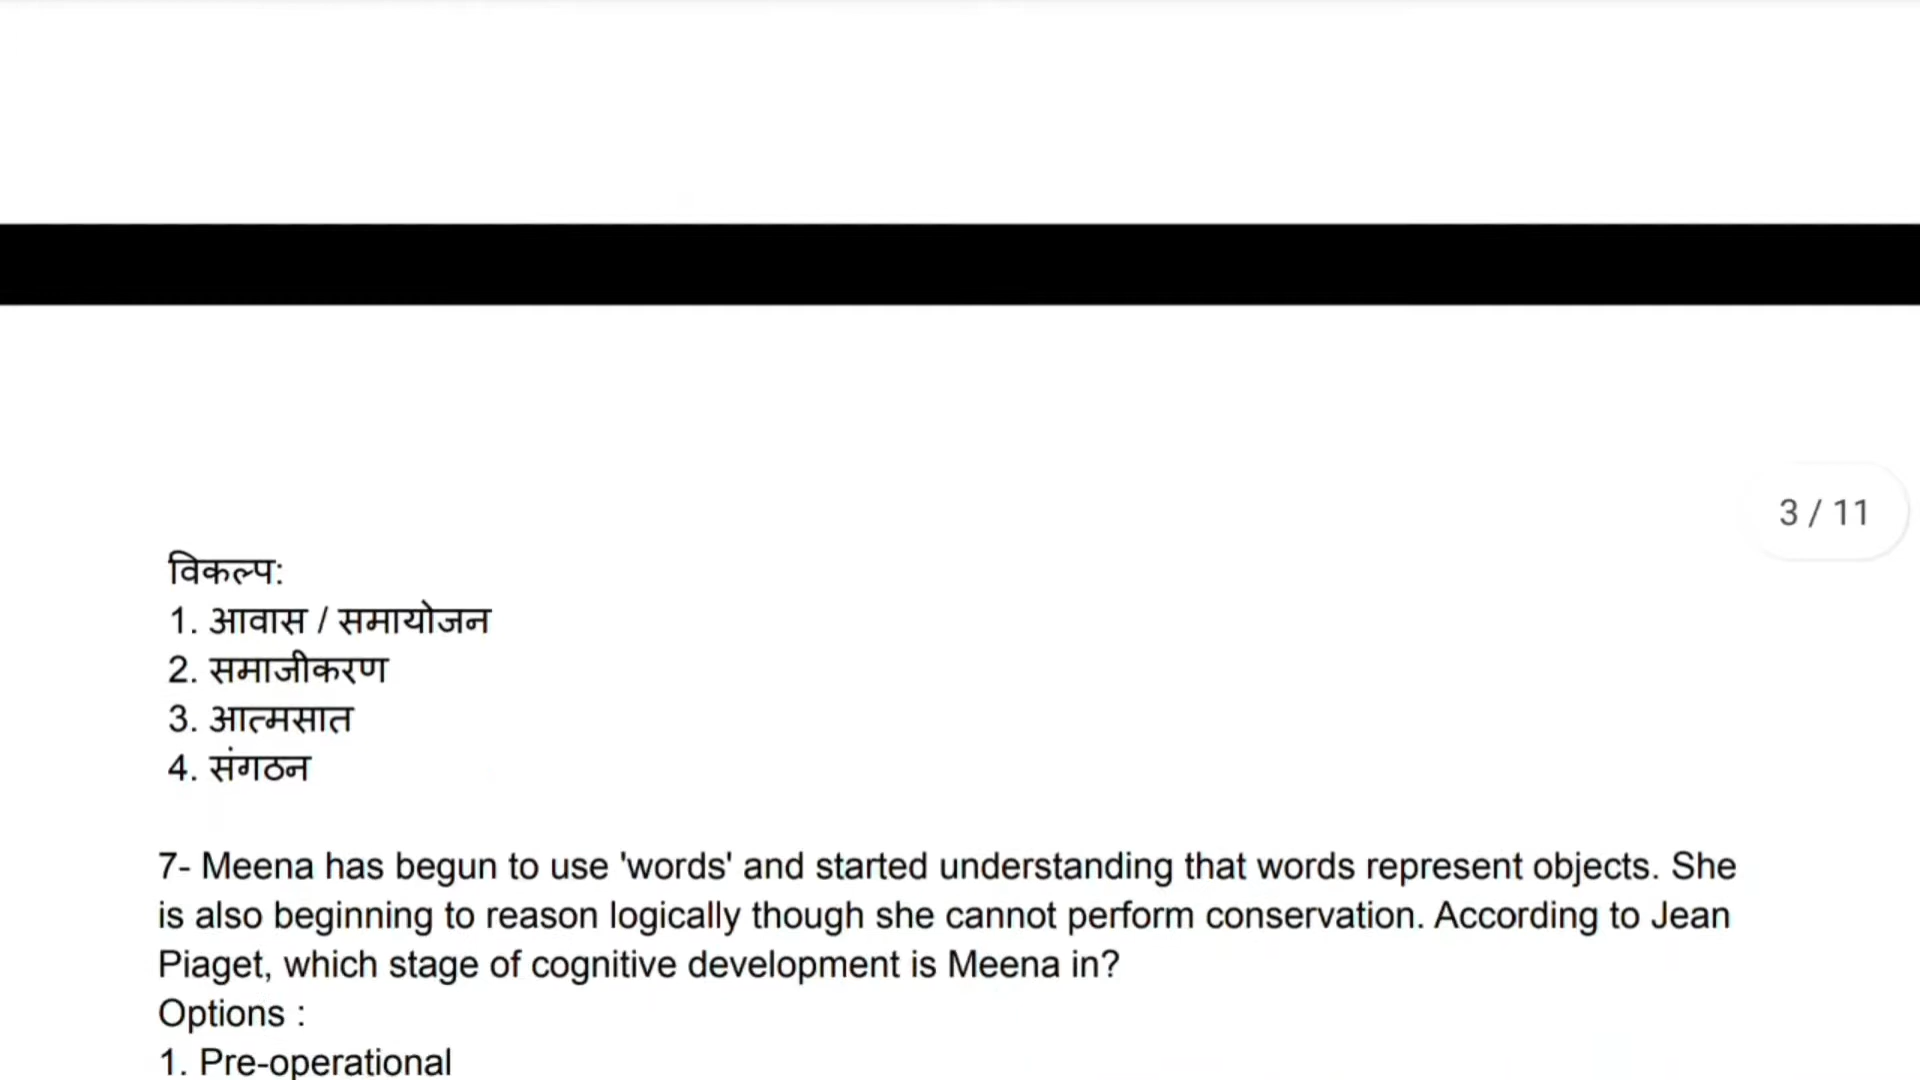 3 / 11
विकल्प:
1. आवास / समायोजन
2. समाजीकरण
3. आत्मसात
4. संगठन
7- Meena has begun to use 'words' and started understanding that words represent objects. She
is also beginning to reason logically though she cannot perform conservation. According to Jean
Piaget, which stage of cognitive development is Meena in?
Options :
1. Pre-operational